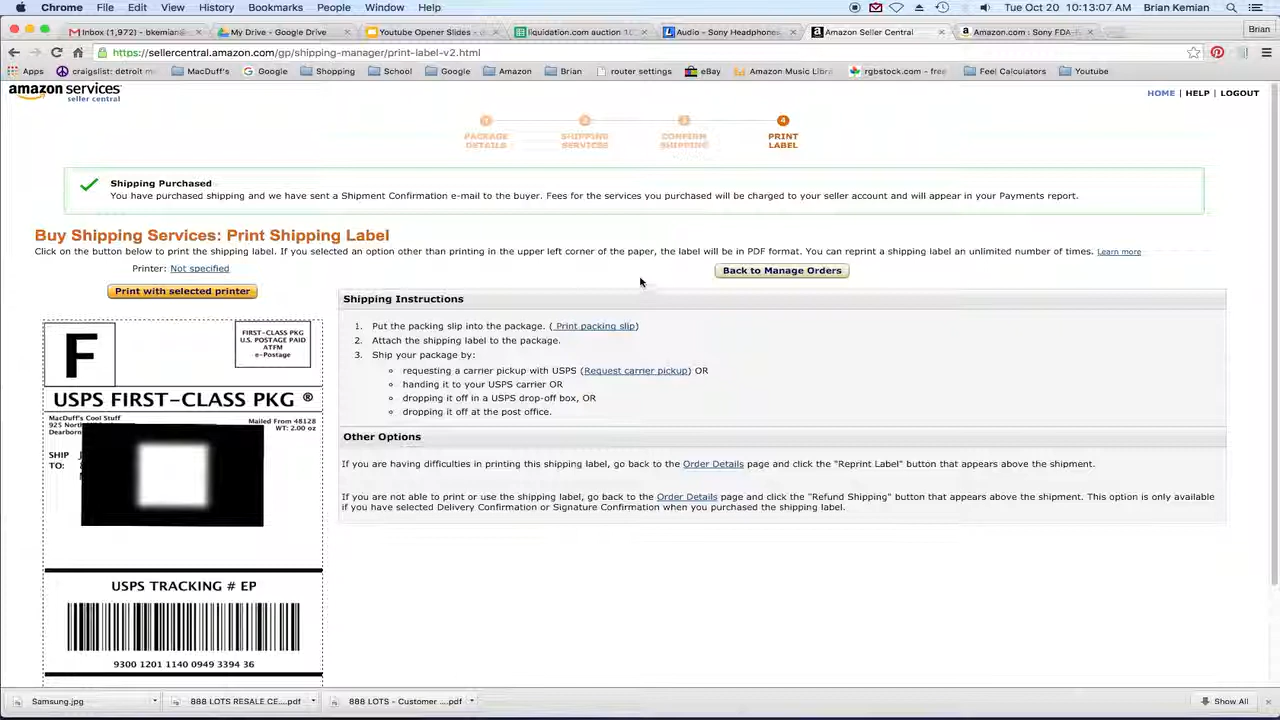 Chrome File Edit View History Bookmarks People Window Help Tue Oct 20 10:13:07 AM Brian Kemian
Inbox (1,972) - bkemian@ My Drive - Google Drive Youtube Opener Slides - liquidation.com auction Audio - Sony Headphones Amazon Seller Central Amazon.com : Sony FDA- Brian
https://sellercentral.amazon.com/gp/shipping-manager/print-label-v2.html
Apps craigslist: detroit m MacDuff's Google Shopping School Google Amazon Brian router settings eBay Amazon Music Libra rgbstock.com - free Feel Calculators Youtube
amazon services
seller central
HOME | HELP | LOGOUT
1 2 3 4
PACKAGE DETAILS SHIPPING SERVICES CONFIRM SHIPPING PRINT LABEL
Shipping Purchased
You have purchased shipping and we have sent a Shipment Confirmation e-mail to the buyer. Fees for the services you purchased will be charged to your seller account and will appear in your Payments report.
Buy Shipping Services: Print Shipping Label
Click on the button below to print the shipping label. If you selected an option other than printing in the upper left corner of the paper, the label will be in PDF format. You can reprint a shipping label an unlimited number of times. Learn more
Printer: Not specified
Back to Manage Orders
Print with selected printer
Shipping Instructions
1. Put the packing slip into the package. ( Print packing slip)
2. Attach the shipping label to the package.
3. Ship your package by:
requesting a carrier pickup with USPS (Request carrier pickup) OR
handing it to your USPS carrier OR
dropping it off in a USPS drop-off box, OR
dropping it off at the post office.
Other Options
If you are having difficulties in printing this shipping label, go back to the Order Details page and click the "Reprint Label" button that appears above the shipment.
If you are not able to print or use the shipping label, go back to the Order Details page and click the "Refund Shipping" button that appears above the shipment. This option is only available
if you have selected Delivery Confirmation or Signature Confirmation when you purchased the shipping label.
F
FIRST-CLASS PKG
U.S. POSTAGE PAID
ATFM
e-Postage
USPS FIRST-CLASS PKG ®
MacDuff's Cool Stuff
925 North
Dearborn
Mailed From 48128
WT: 2.00 oz
SHIP
TO:
USPS TRACKING # EP
9300 1201 1140 0949 3394 36
Samsung.jpg 888 LOTS RESALE CE....pdf 888 LOTS - Customer ....pdf Show All